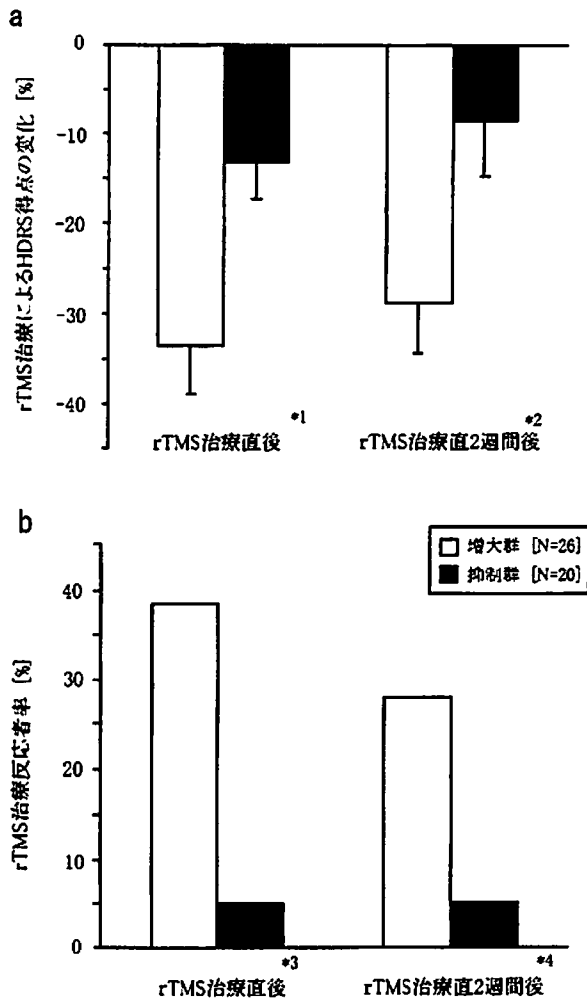 a
rTMS治療によるHDRS得点の変化 [%]
0
-10
-20
-30
-40
rTMS治療直後 *1
rTMS治療直2週間後 *2
b
増大群 [N=26]
抑制群 [N=20]
rTMS治療反応者率 [%]
40
30
20
10
0
rTMS治療直後 *3
rTMS治療直2週間後 *4